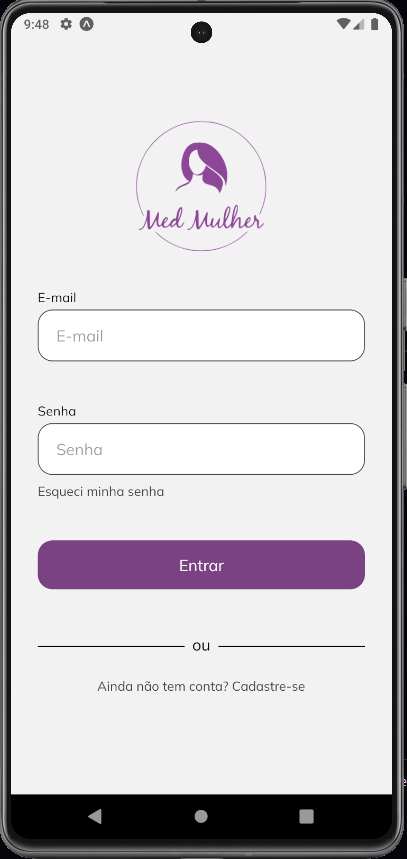 9:48
Med Mulher
E-mail
E-mail
Senha
Senha
Esqueci minha senha
Entrar
ou
Ainda não tem conta? Cadastre-se